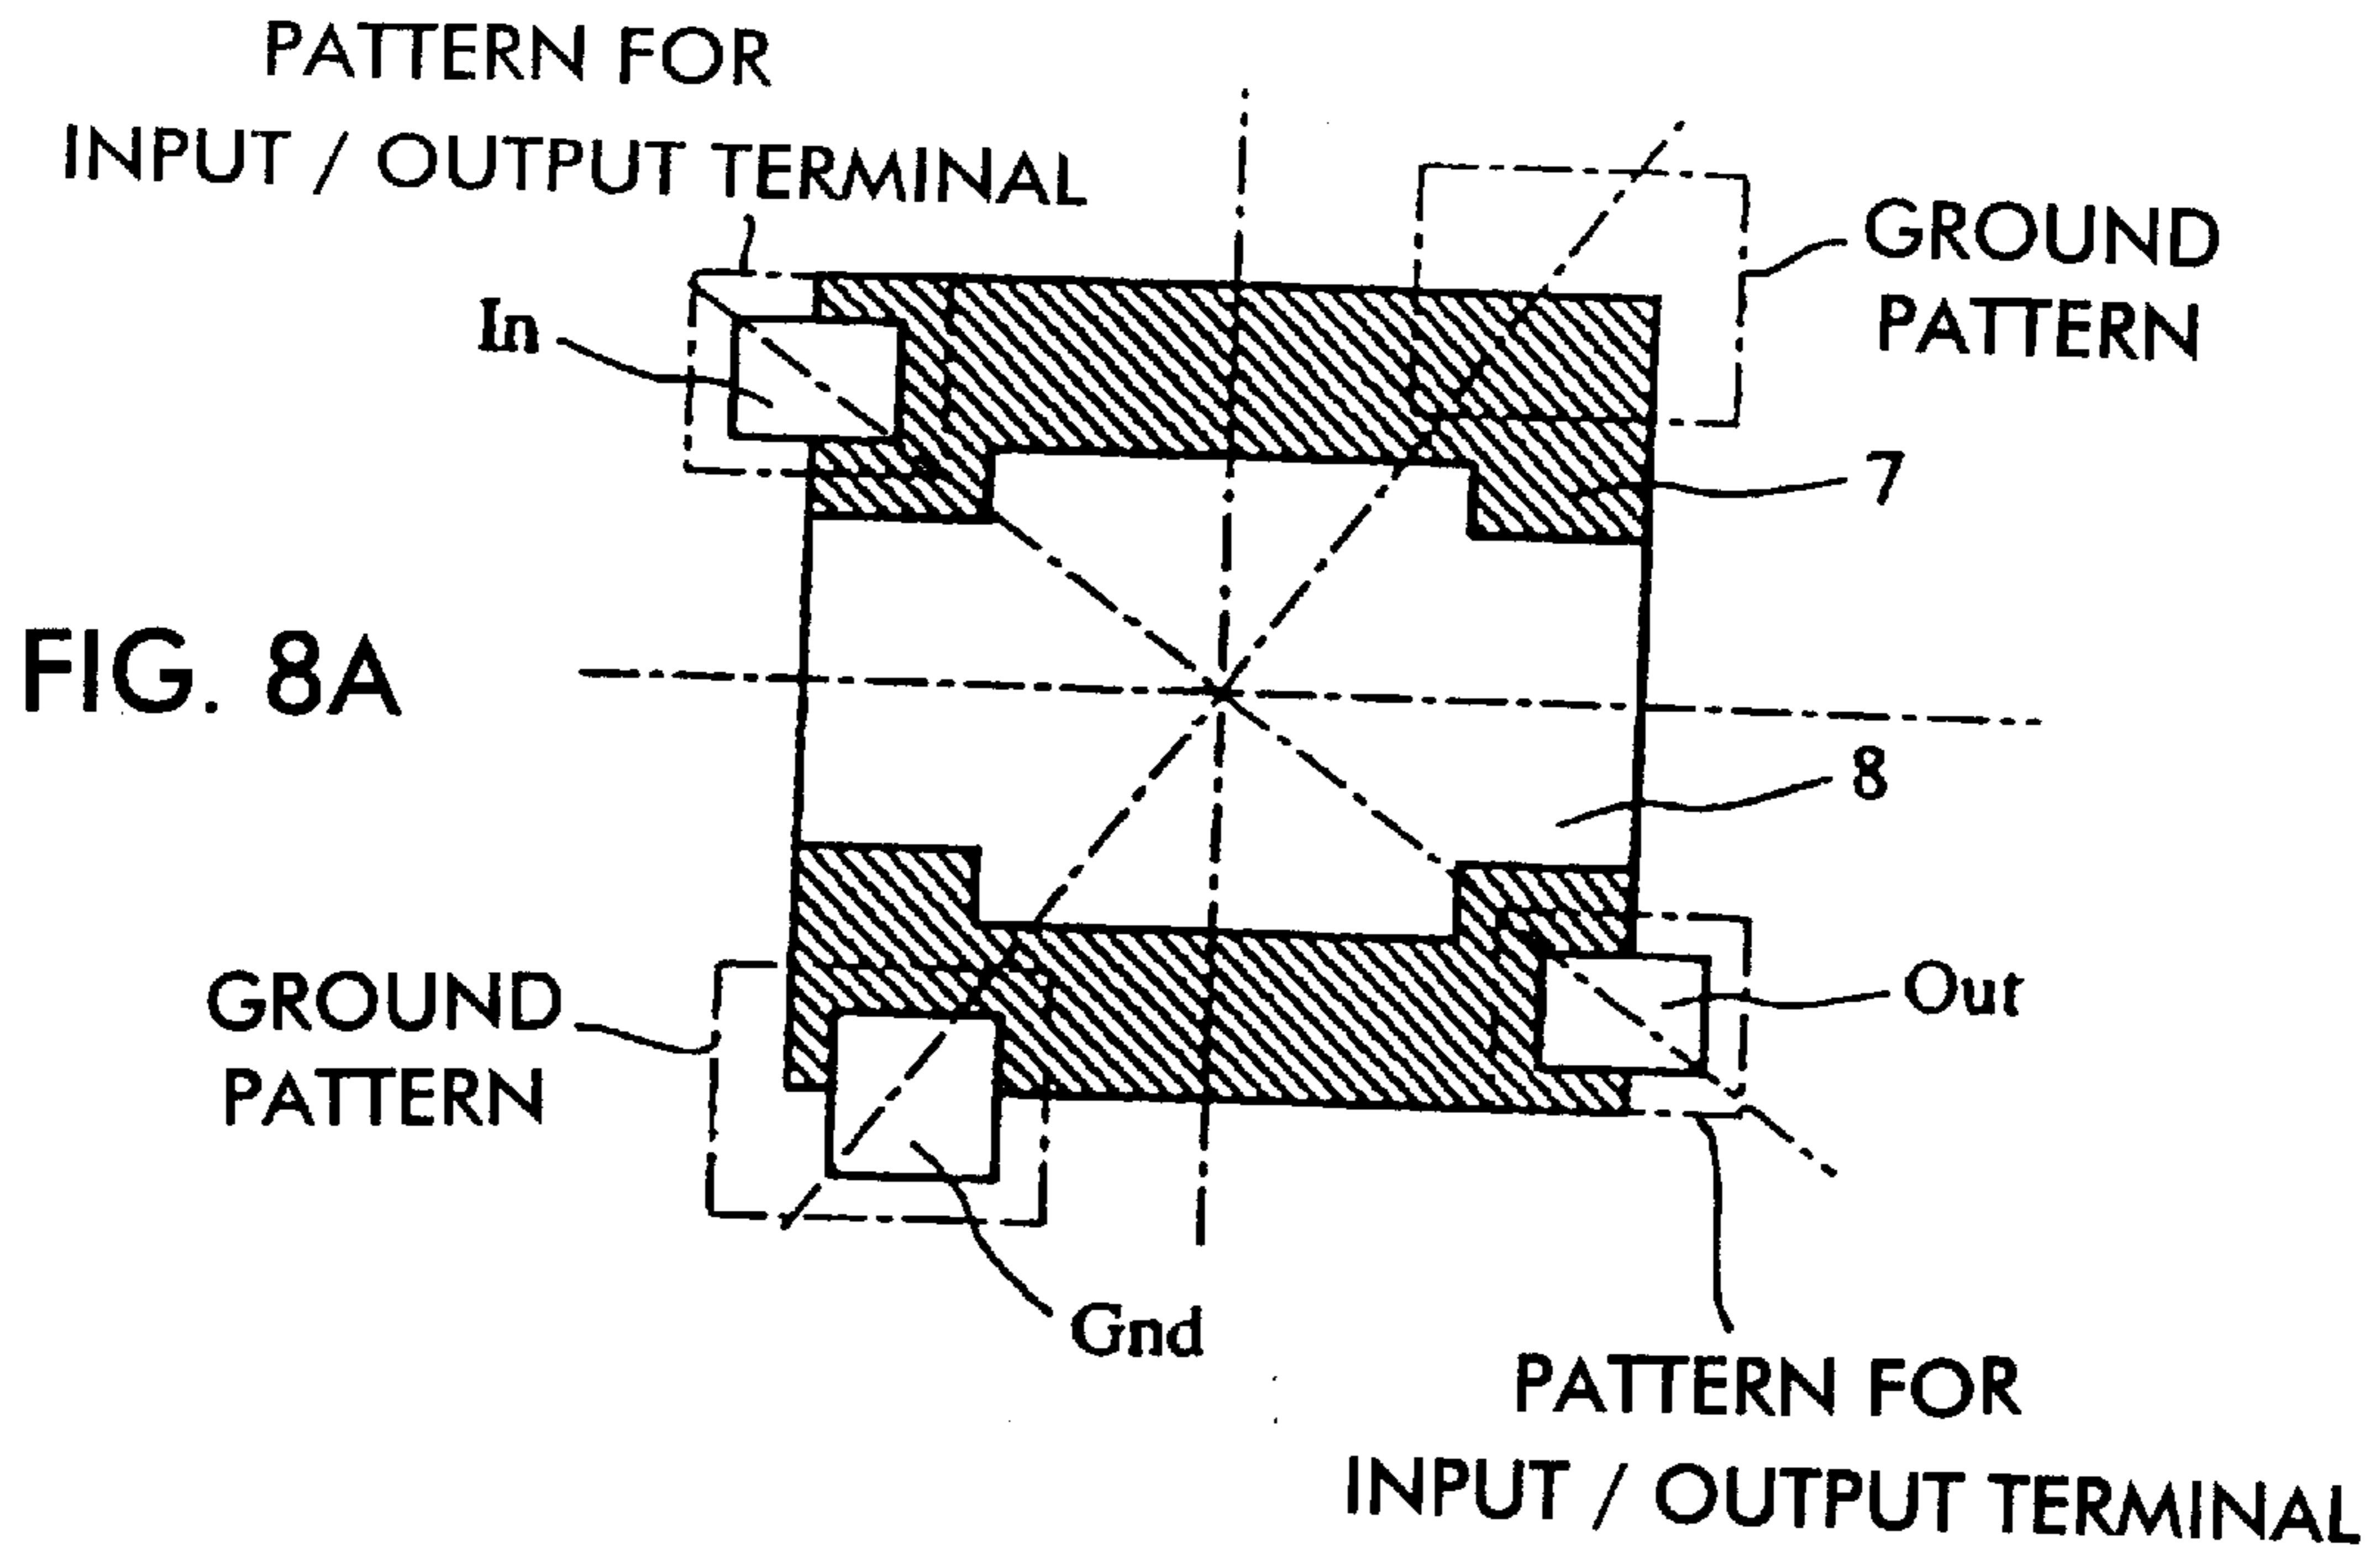 PATTERN FOR
INPUT / OUTPUT TERMINAL
GROUND
PATTERN
In
7
FIG. 8A
8
GROUND
PATTERN
Out
Gnd
PATTERN FOR
INPUT / OUTPUT TERMINAL